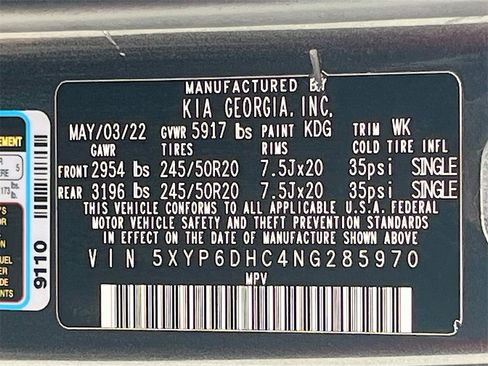 MANUFACTURED BY
KIA GEORGIA, INC.
MAY/03/22 GVWR 5917 lbs PAINT KDG TRIM WK
GAWR TIRES RIMS COLD TIRE INFL
FRONT 2954 lbs 245/50R20 7.5Jx20 35psi SINGLE
REAR 3196 lbs 245/50R20 7.5Jx20 35psi SINGLE
THIS VEHICLE CONFORMS TO ALL APPLICABLE U.S.A. FEDERAL
MOTOR VEHICLE SAFETY AND THEFT PREVENTION STANDARDS
IN EFFECT ON THE DATE OF MANUFACTURE SHOWN ABOVE
VIN 5XYP6DHC4NG285970
MPV
9110